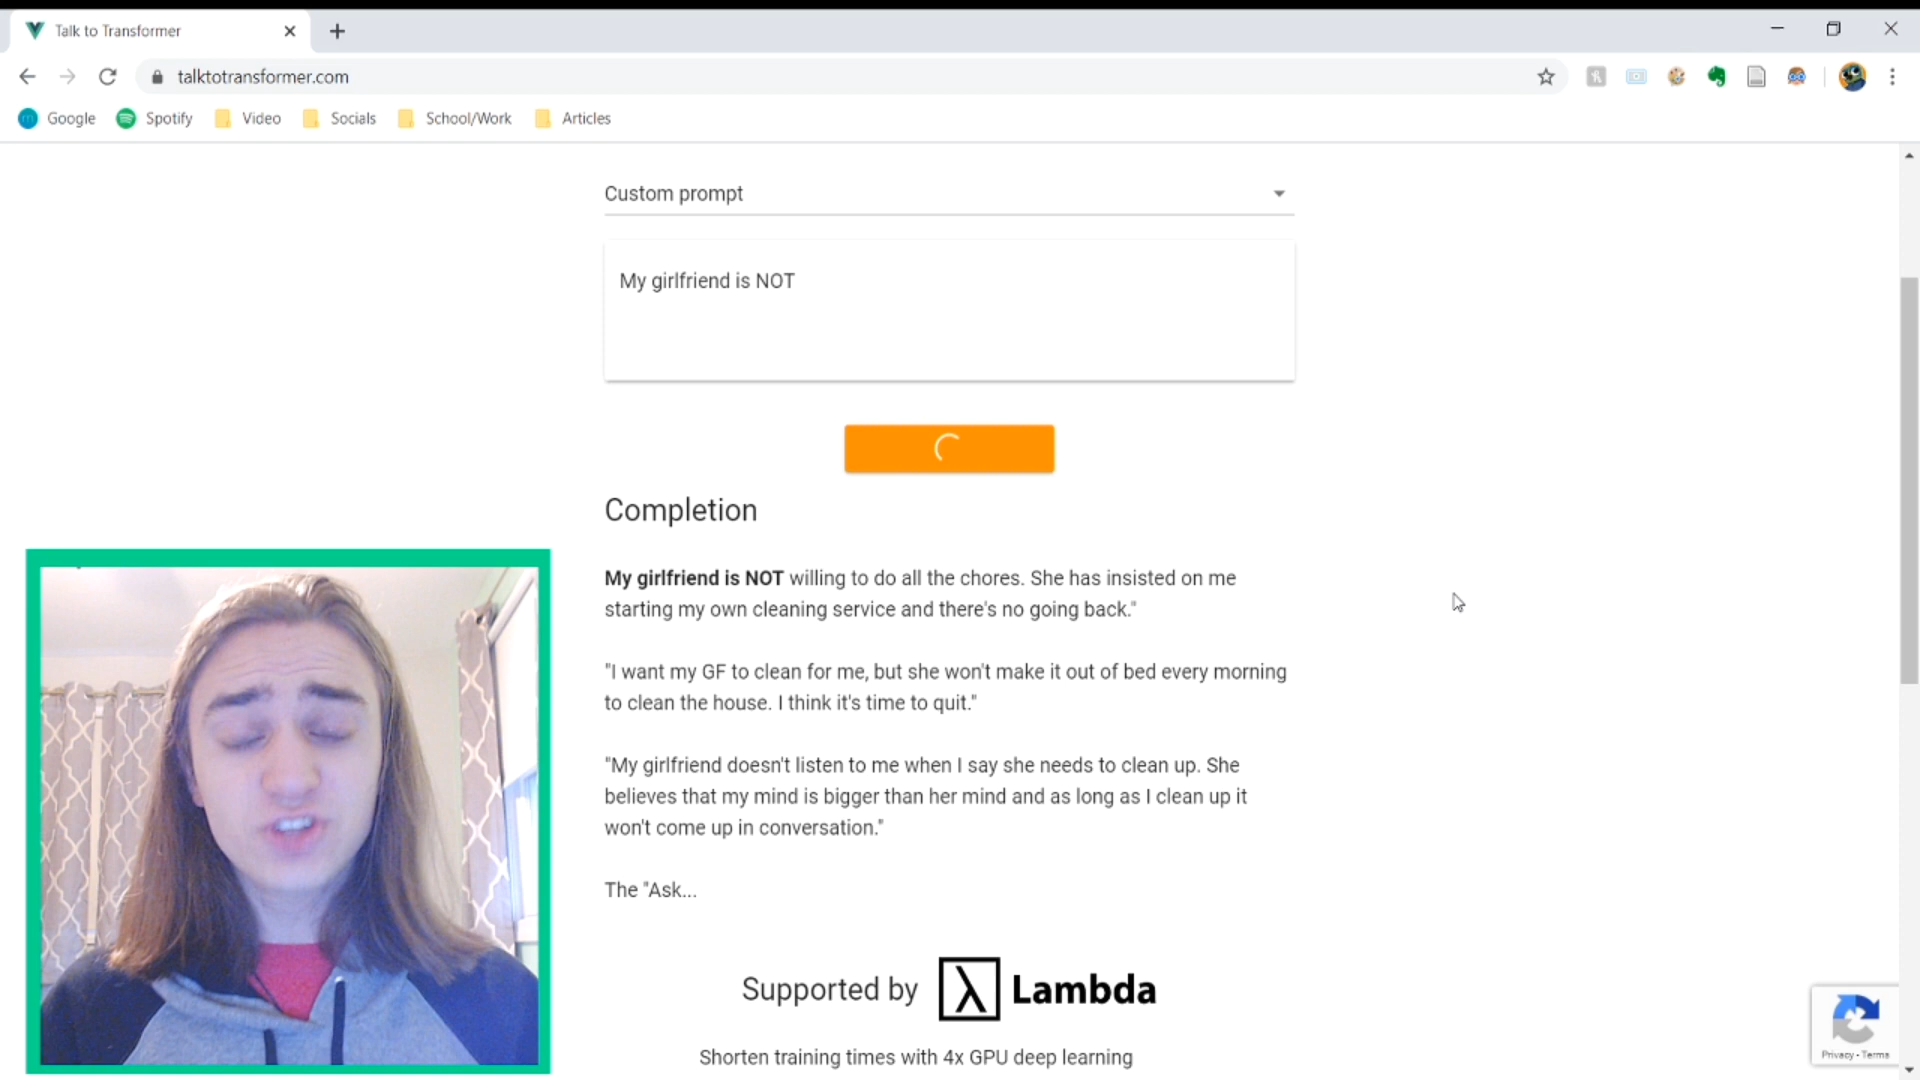 Talk to Transformer
talktotransformer.com
Google Spotify Video Socials School/Work Articles
Custom prompt
My girlfriend is NOT
Completion
My girlfriend is NOT willing to do all the chores. She has insisted on me
starting my own cleaning service and there's no going back."
"I want my GF to clean for me, but she won't make it out of bed every morning
to clean the house. I think it's time to quit."
"My girlfriend doesn't listen to me when I say she needs to clean up. She
believes that my mind is bigger than her mind and as long as I clean up it
won't come up in conversation."
The "Ask...
Supported by λ Lambda
Shorten training times with 4x GPU deep learning
Privacy - Terms